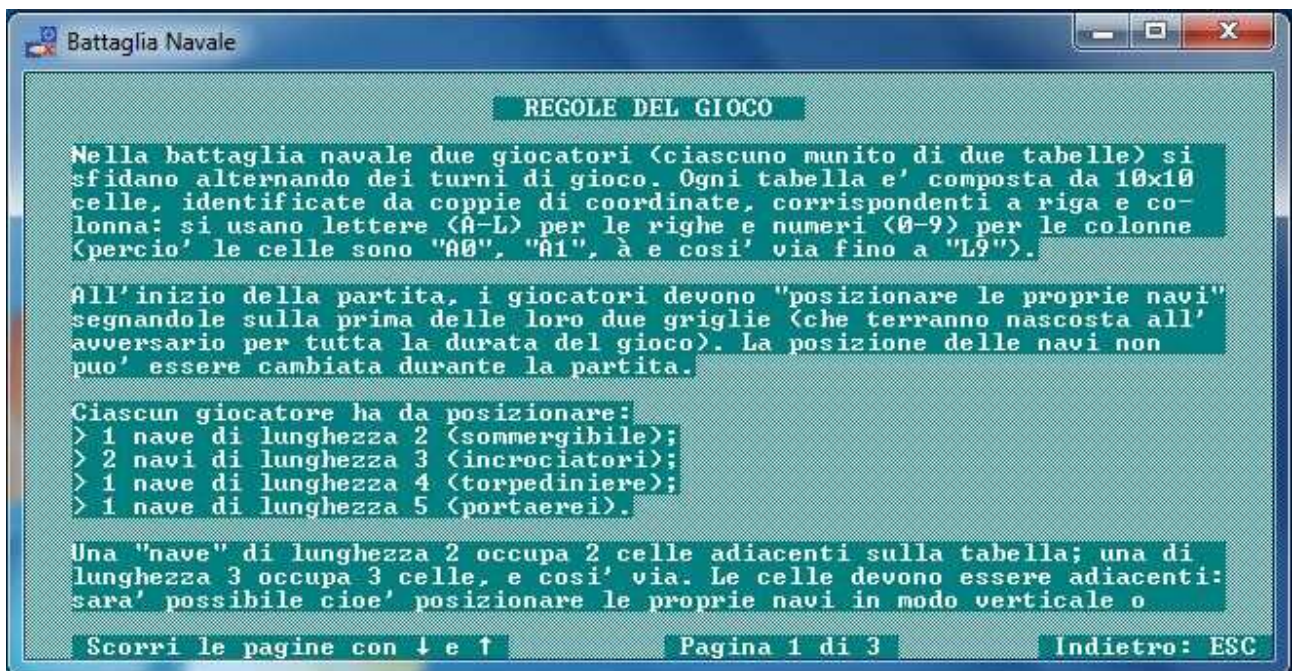 Battaglia Navale
REGOLE DEL GIOCO
Nella battaglia navale due giocatori (ciascuno munito di due tabelle) si
sfidano alternando dei turni di gioco. Ogni tabella e' composta da 10x10
celle, identificate da coppie di coordinate, corrispondenti a riga e co-
lonna: si usano lettere (A-L) per le righe e numeri (0-9) per le colonne
(percio' le celle sono "A0", "A1", à e cosi' via fino a "L9").
All'inizio della partita, i giocatori devono "posizionare le proprie navi"
segnandole sulla prima delle loro due griglie (che terranno nascosta all'
avversario per tutta la durata del gioco). La posizione delle navi non
puo' essere cambiata durante la partita.
Ciascun giocatore ha da posizionare:
> 1 nave di lunghezza 2 (sommergibile);
> 2 navi di lunghezza 3 (incrociatori);
> 1 nave di lunghezza 4 (torpediniere);
> 1 nave di lunghezza 5 (portaerei).
Una "nave" di lunghezza 2 occupa 2 celle adiacenti sulla tabella; una di
lunghezza 3 occupa 3 celle, e cosi' via. Le celle devono essere adiacenti:
sara' possibile cioe' posizionare le proprie navi in modo verticale o
Scorri le pagine con ↓ e ↑ Pagina 1 di 3 Indietro: ESC